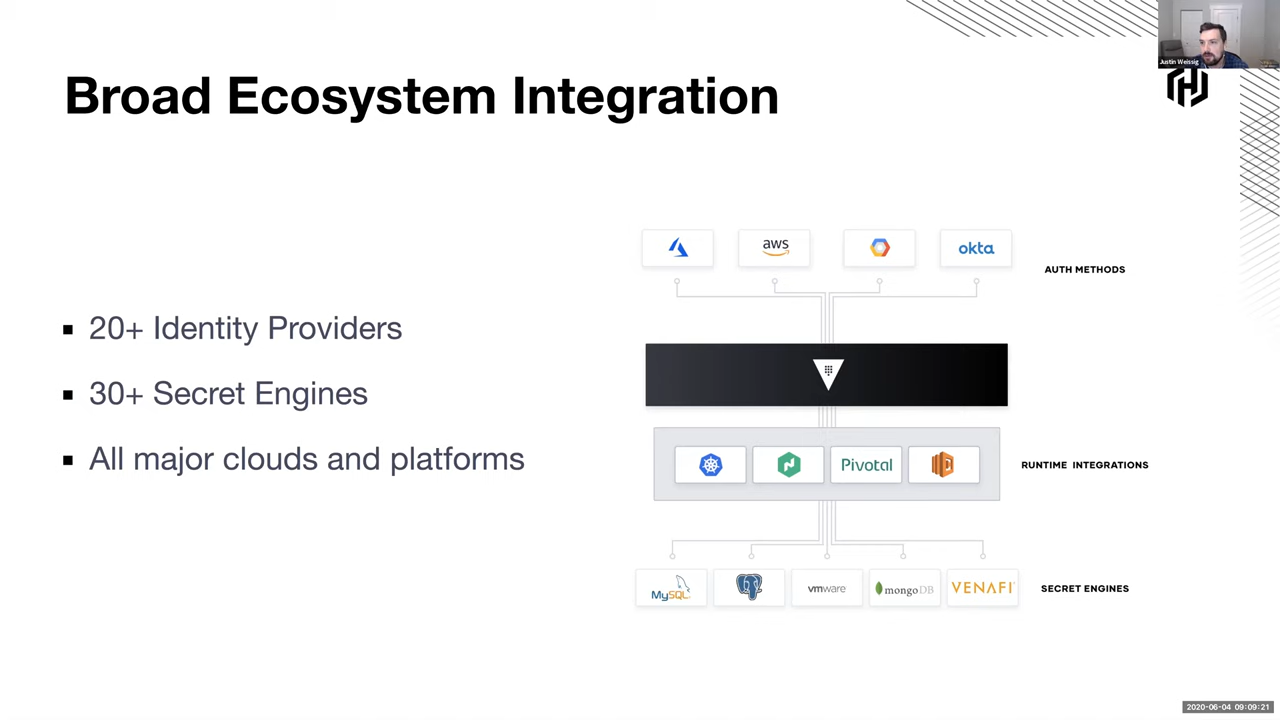 Justin Weissig
Broad Ecosystem Integration
aws
okta
AUTH METHODS
20+ Identity Providers
30+ Secret Engines
All major clouds and platforms
Pivotal
RUNTIME INTEGRATIONS
MySQL
vmware
mongoDB
VENAFI
SECRET ENGINES
2020-06-04 09:09:21